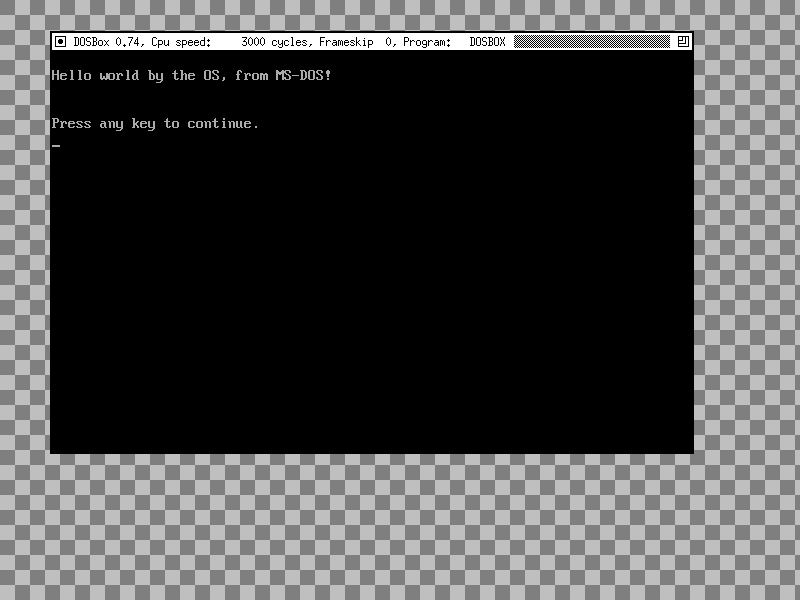 DOSBox 0.74, Cpu speed:     3000 cycles, Frameskip  0, Program:   DOSBOX
Hello world by the OS, from MS-DOS!
Press any key to continue.
_